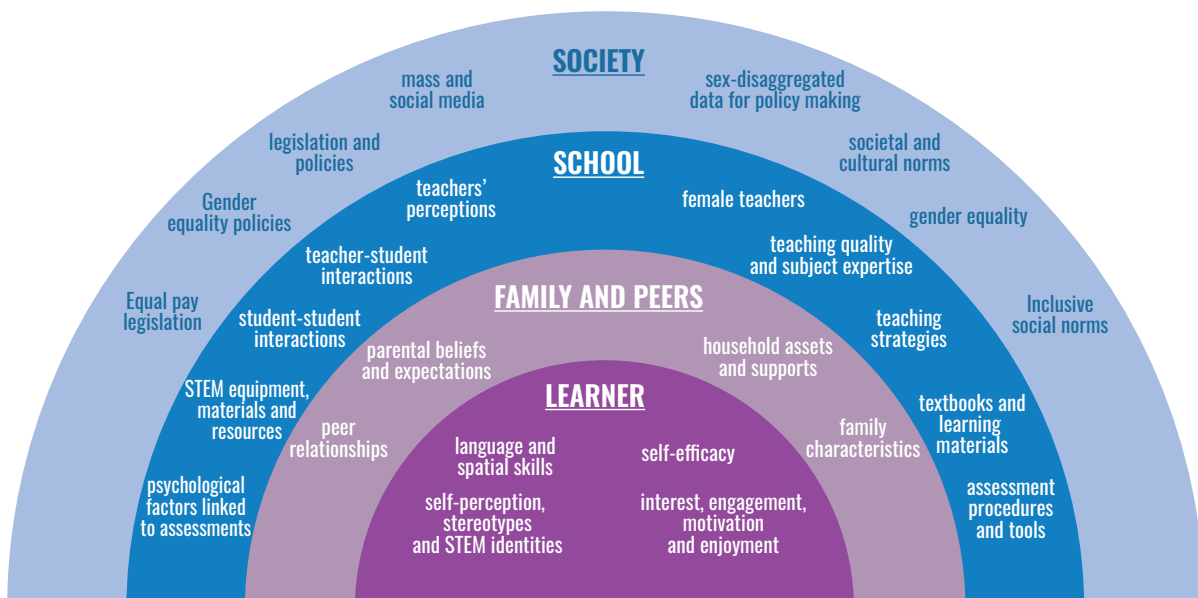 SOCIETY
mass and
social media
sex-disaggregated
data for policy making
legislation and
policies
societal and
cultural norms
Gender
equality policies
gender equality
Equal pay
legislation
Inclusive
social norms
SCHOOL
teachers’
perceptions
female teachers
teacher-student
interactions
teaching quality
and subject expertise
student-student
interactions
teaching
strategies
STEM equipment,
materials and
resources
textbooks and
learning
materials
psychological
factors linked
to assessments
assessment
procedures
and tools
FAMILY AND PEERS
parental beliefs
and expectations
household assets
and supports
peer
relationships
family
characteristics
LEARNER
language and
spatial skills
self-efficacy
self-perception,
stereotypes
and STEM identities
interest, engagement,
motivation
and enjoyment